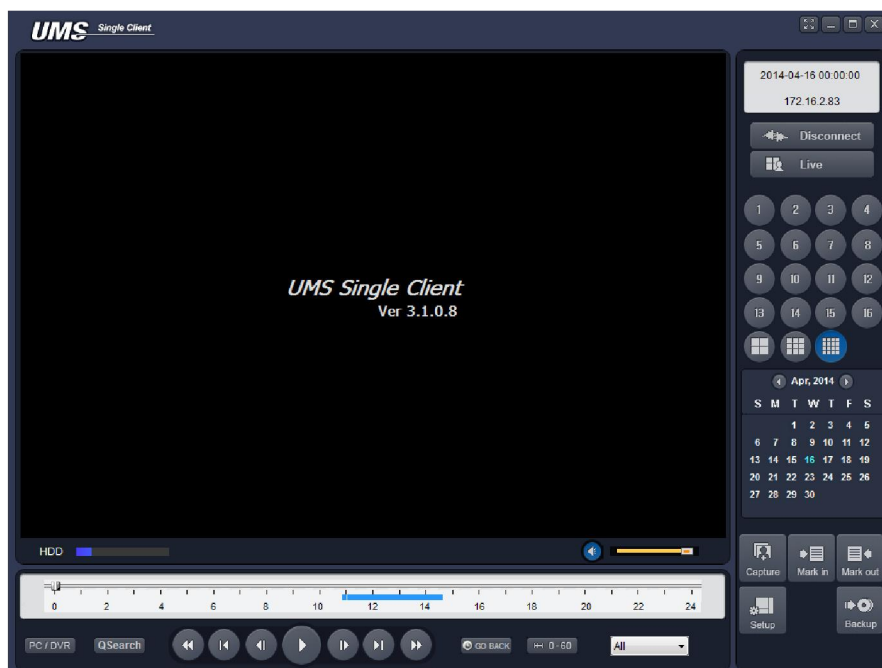 UMS Single Client
2014-04-16 00:00:00
172.16.2.83
Disconnect
Live
1 2 3 4
5 6 7 8
9 10 11 12
13 14 15 16
UMS Single Client
Ver 3.1.0.8
Apr, 2014
S M T W T F S
1 2 3 4 5
6 7 8 9 10 11 12
13 14 15 16 17 18 19
20 21 22 23 24 25 26
27 28 29 30
HDD
Capture Mark in Mark out
0 2 4 6 8 10 12 14 16 18 20 22 24
Setup Backup
PC / DVR QSearch GO BACK 0-60 All